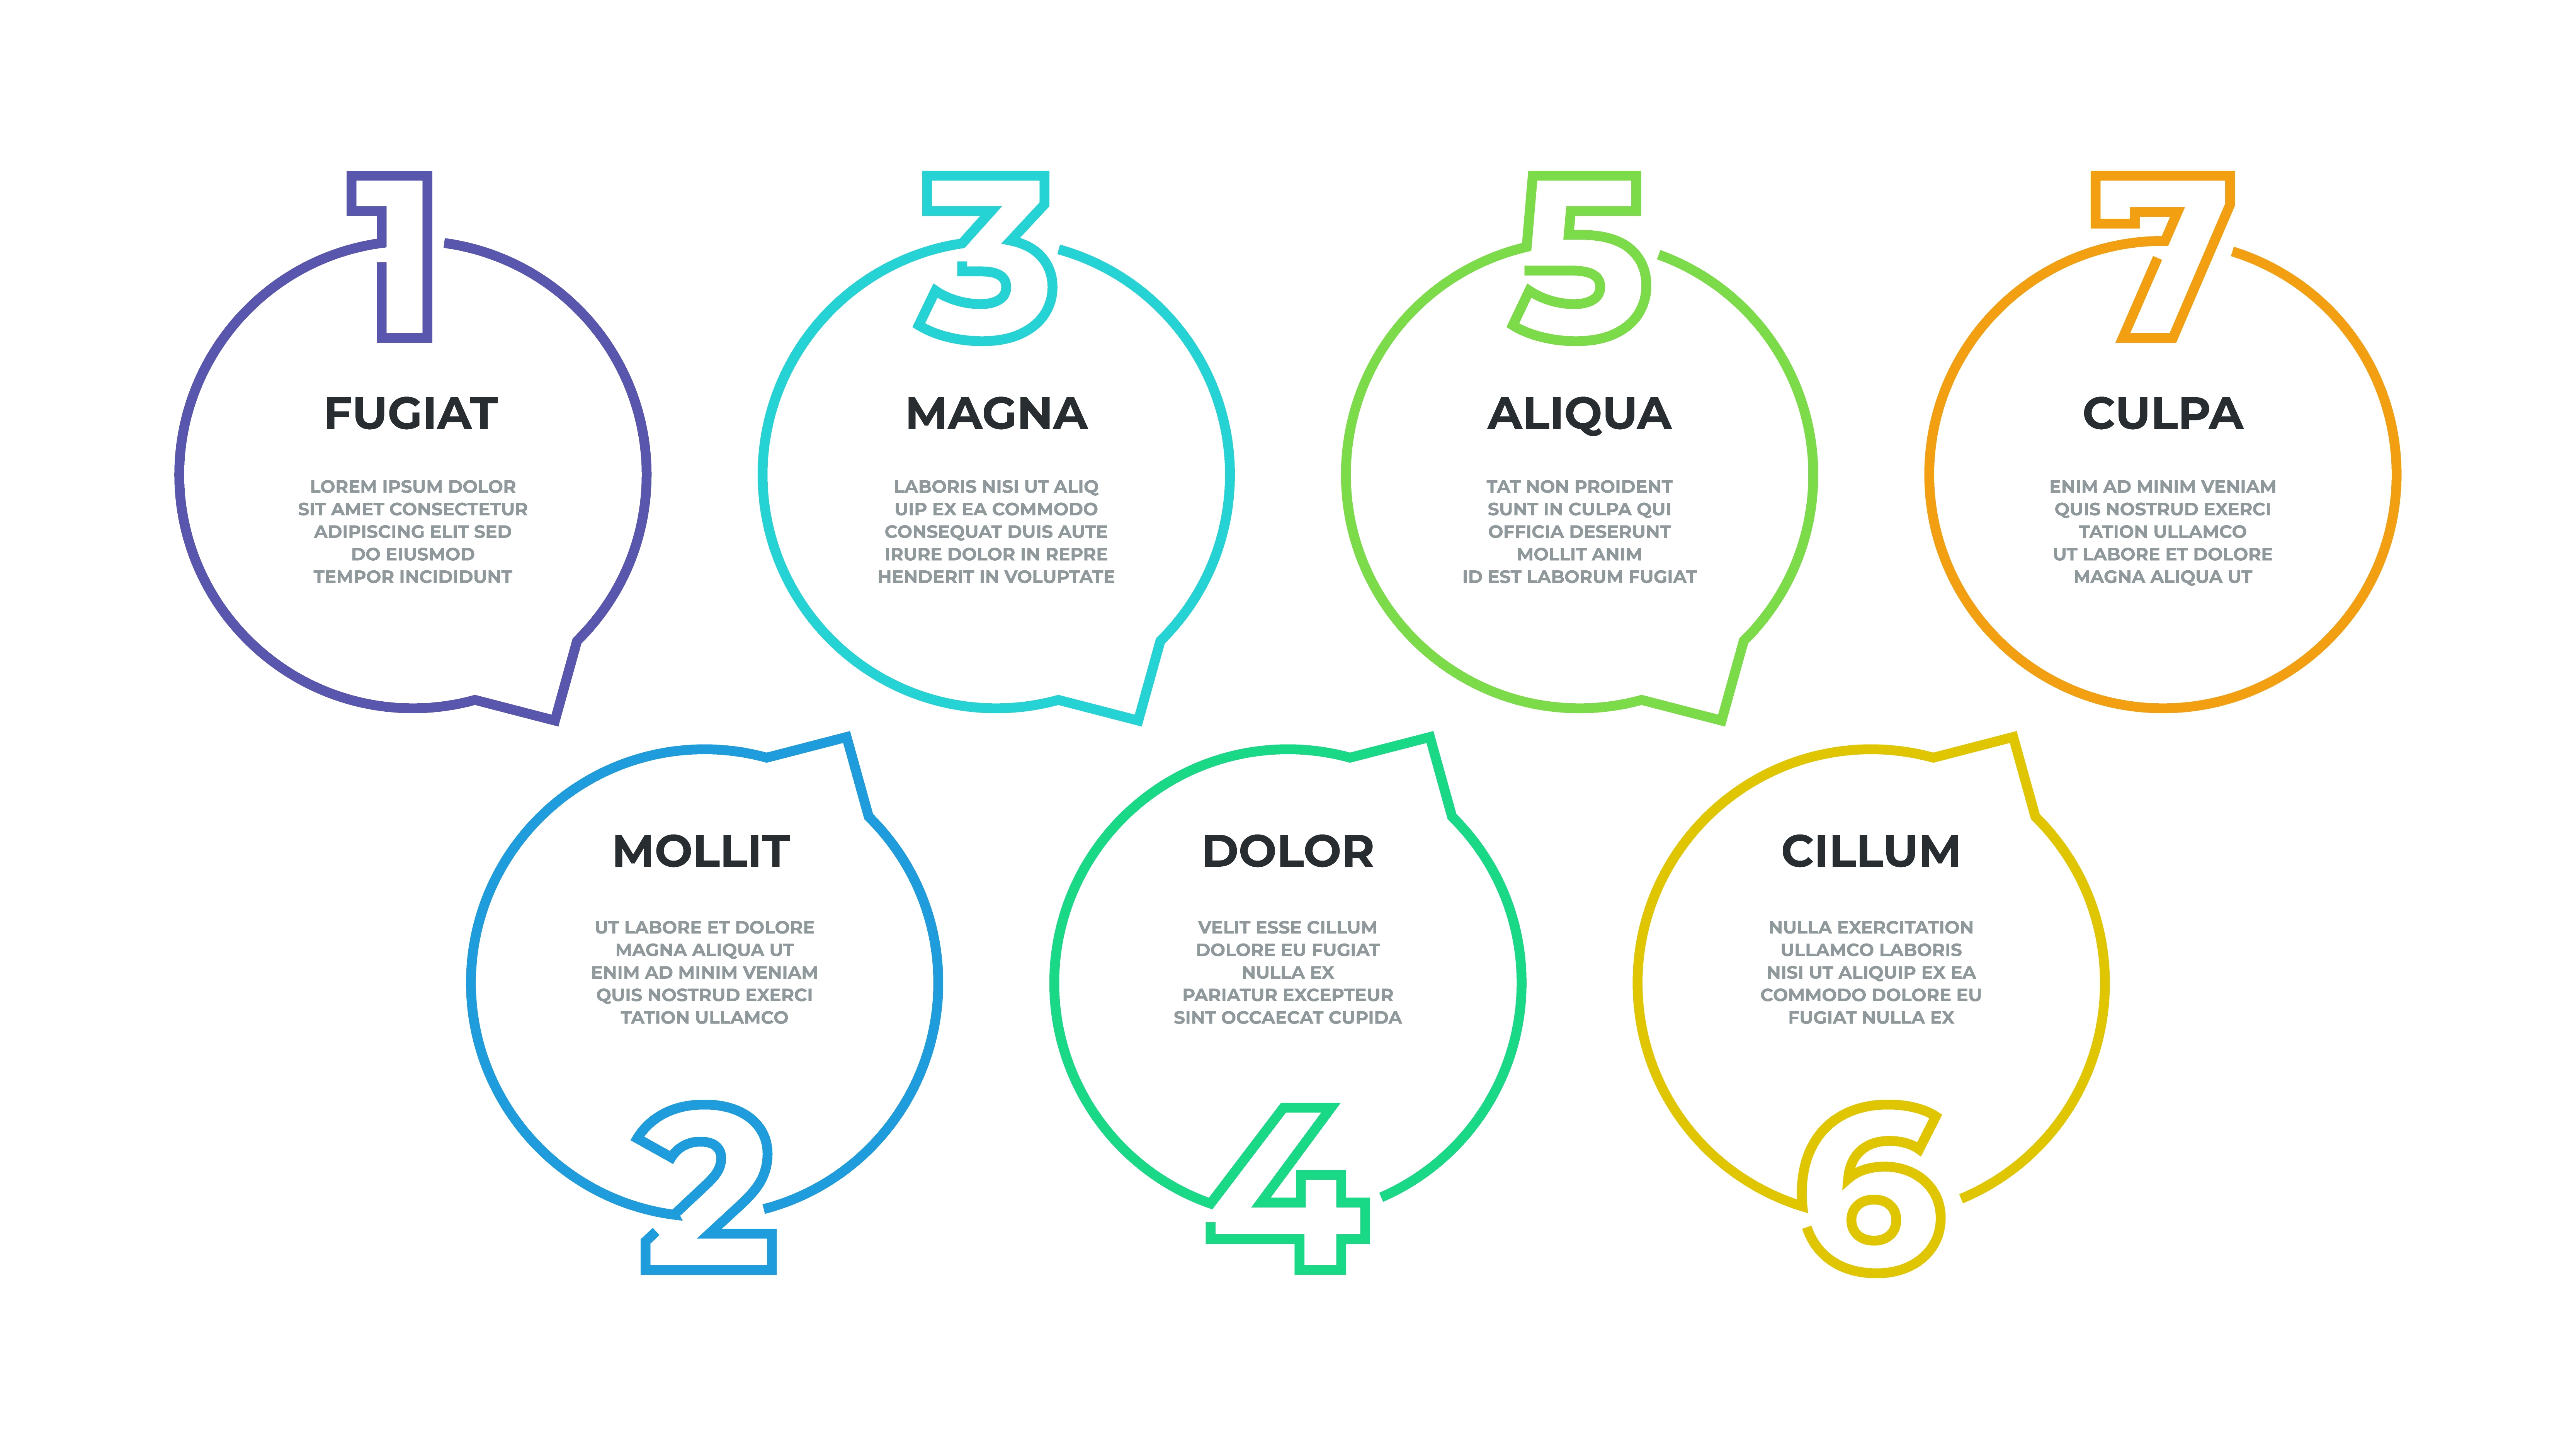 1
FUGIAT
LOREM IPSUM DOLOR
SIT AMET CONSECTETUR
ADIPISCING ELIT SED
DO EIUSMOD
TEMPOR INCIDIDUNT
2
MOLLIT
UT LABORE ET DOLORE
MAGNA ALIQUA UT
ENIM AD MINIM VENIAM
QUIS NOSTRUD EXERCI
TATION ULLAMCO
3
MAGNA
LABORIS NISI UT ALIQ
UIP EX EA COMMODO
CONSEQUAT DUIS AUTE
IRURE DOLOR IN REPRE
HENDERIT IN VOLUPTATE
4
DOLOR
VELIT ESSE CILLUM
DOLORE EU FUGIAT
NULLA EX
PARIATUR EXCEPTEUR
SINT OCCAECAT CUPIDA
5
ALIQUA
TAT NON PROIDENT
SUNT IN CULPA QUI
OFFICIA DESERUNT
MOLLIT ANIM
ID EST LABORUM FUGIAT
6
CILLUM
NULLA EXERCITATION
ULLAMCO LABORIS
NISI UT ALIQUIP EX EA
COMMODO DOLORE EU
FUGIAT NULLA EX
7
CULPA
ENIM AD MINIM VENIAM
QUIS NOSTRUD EXERCI
TATION ULLAMCO
UT LABORE ET DOLORE
MAGNA ALIQUA UT